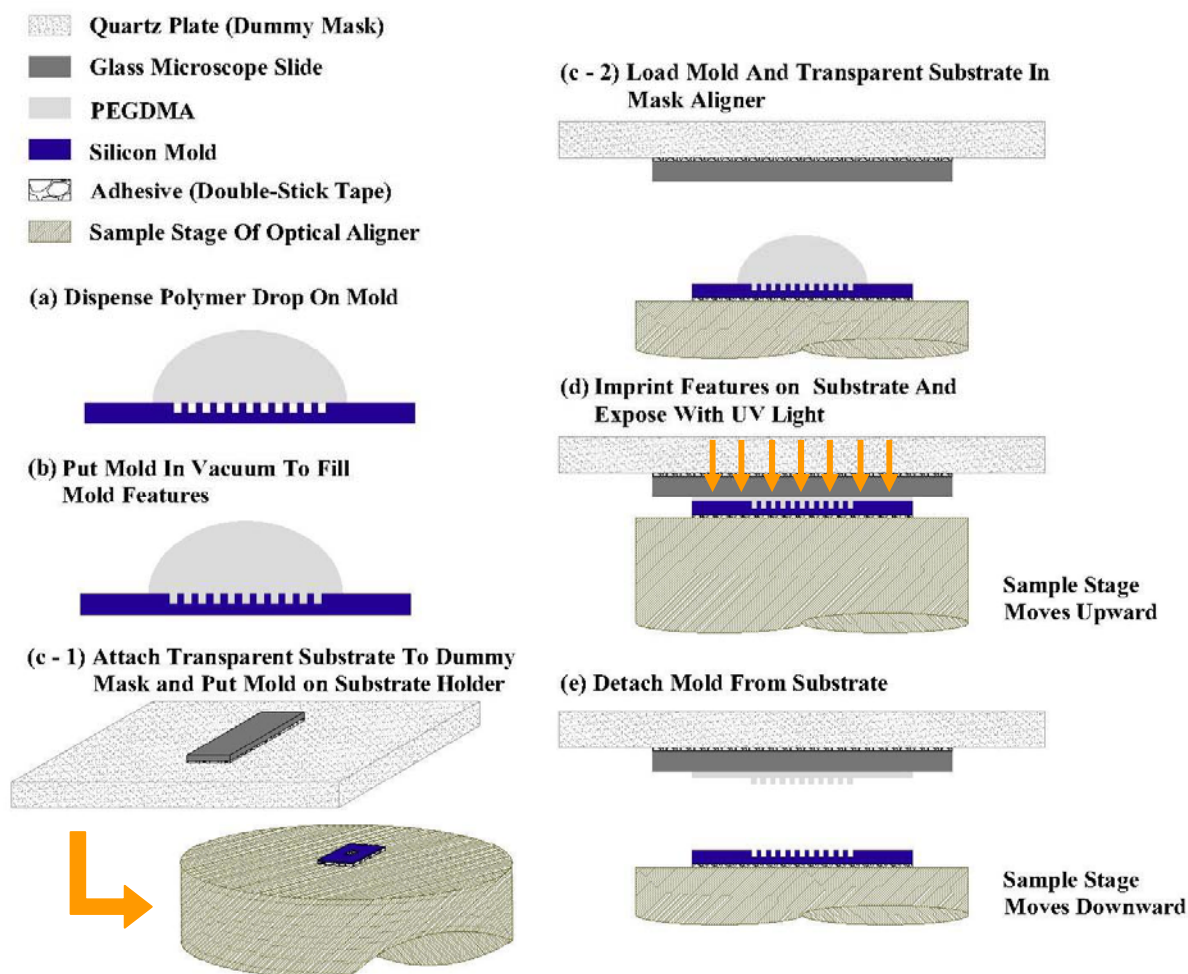 Quartz Plate (Dummy Mask)
Glass Microscope Slide
PEGDMA
Silicon Mold
Adhesive (Double-Stick Tape)
Sample Stage Of Optical Aligner
(a) Dispense Polymer Drop On Mold
(b) Put Mold In Vacuum To Fill
Mold Features
(c - 1) Attach Transparent Substrate To Dummy
Mask and Put Mold on Substrate Holder
(c - 2) Load Mold And Transparent Substrate In
Mask Aligner
(d) Imprint Features on Substrate And
Expose With UV Light
Sample Stage
Moves Upward
(e) Detach Mold From Substrate
Sample Stage
Moves Downward